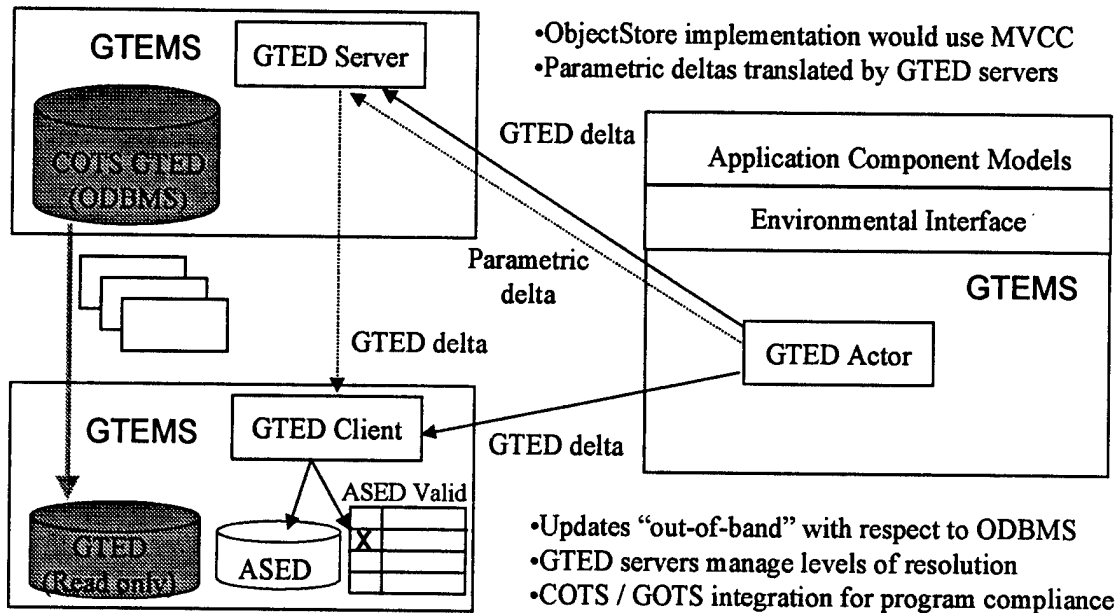 GTEMS
GTED Server
COTS GTED
(ODBMS)
•ObjectStore implementation would use MVCC
•Parametric deltas translated by GTED servers
GTED delta
Application Component Models
Environmental Interface
GTEMS
GTED Actor
Parametric
delta
GTED delta
GTEMS
GTED Client
GTED delta
ASED Valid
X
GTED
(Read only)
ASED
•Updates “out-of-band” with respect to ODBMS
•GTED servers manage levels of resolution
•COTS / GOTS integration for program compliance